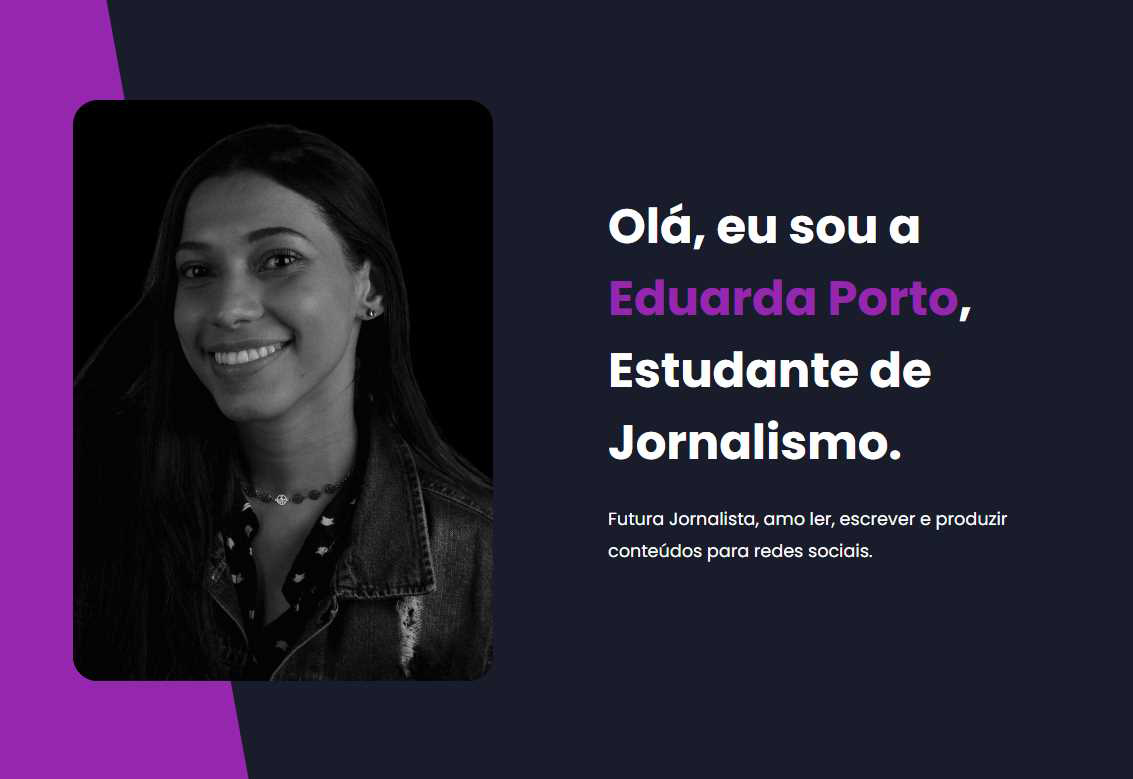 Olá, eu sou a
Eduarda Porto,
Estudante de
Jornalismo.
Futura Jornalista, amo ler, escrever e produzir
conteúdos para redes sociais.